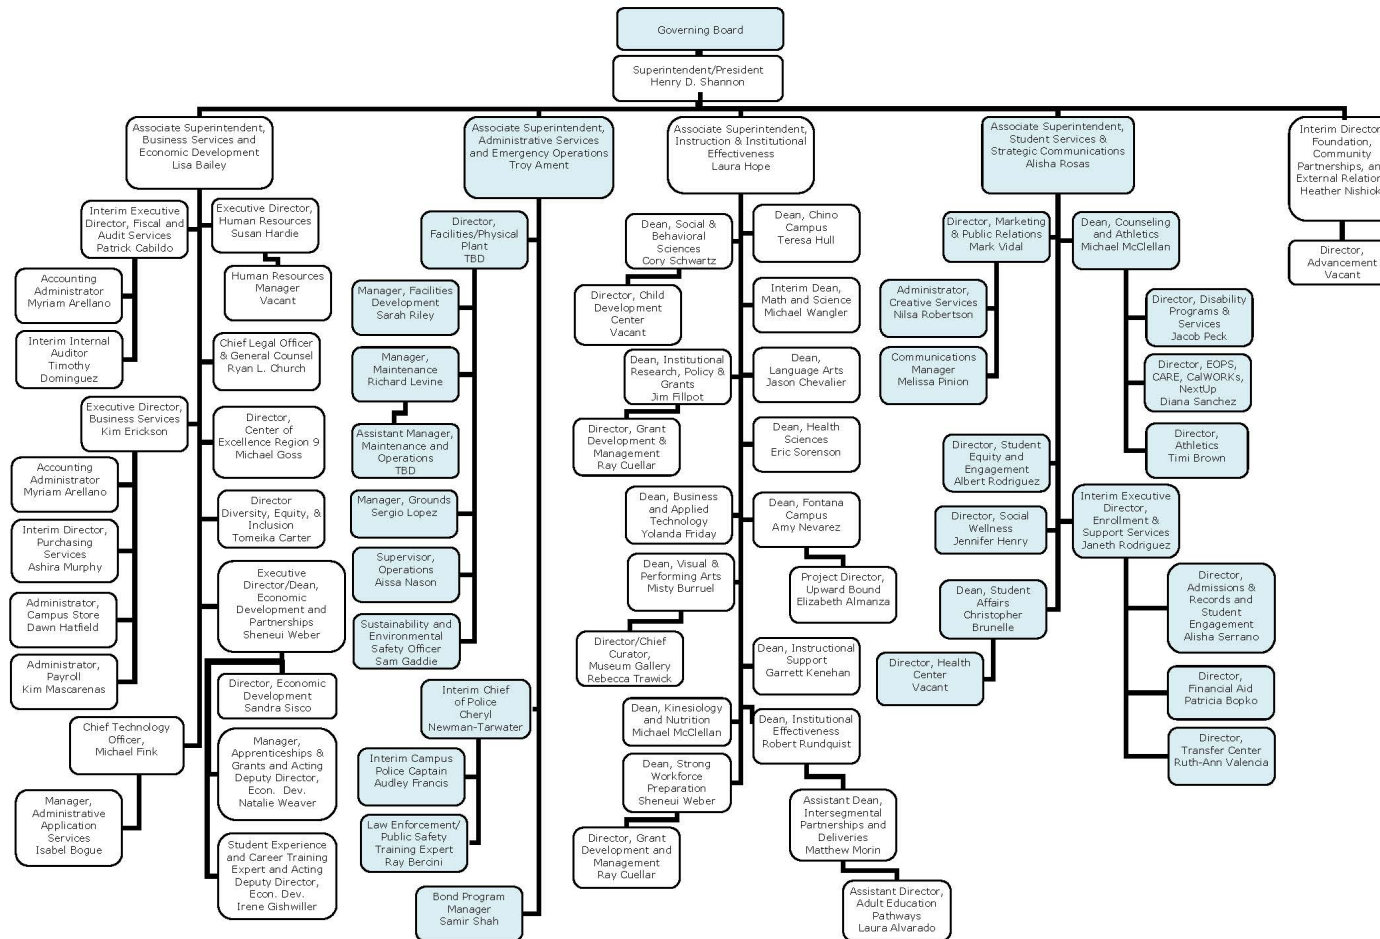 Governing Board
Superintendent/President
Henry D. Shannon
Associate Superintendent,
Business Services and
Economic Development
Lisa Bailey
Interim Executive
Director, Fiscal and
Audit Services
Patrick Cabildo
Executive Director,
Human Resources
Susan Hardie
Human Resources
Manager
Vacant
Accounting
Administrator
Myriam Arellano
Interim Internal
Auditor
Timothy
Dominguez
Chief Legal Officer
& General Counsel
Ryan L. Church
Executive Director,
Business Services
Kim Erickson
Director,
Center of
Excellence Region 9
Michael Goss
Accounting
Administrator
Myriam Arellano
Interim Director,
Purchasing
Services
Ashira Murphy
Administrator,
Campus Store
Dawn Hatfield
Administrator,
Payroll
Kim Mascarenas
Director
Diversity, Equity, &
Inclusion
Tomeika Carter
Executive
Director/Dean,
Economic
Development and
Partnerships
Sheneui Weber
Director, Economic
Development
Sandra Sisco
Manager,
Apprenticeships &
Grants and Acting
Deputy Director,
Econ. Dev.
Natalie Weaver
Student Experience
and Career Training
Expert and Acting
Deputy Director,
Econ. Dev.
Irene Gishwiller
Chief Technology
Officer,
Michael Fink
Manager,
Administrative
Application
Services
Isabel Bogue
Associate Superintendent,
Administrative Services
and Emergency Operations
Troy Ament
Director,
Facilities/Physical
Plant
TBD
Manager, Facilities
Development
Sarah Riley
Manager,
Maintenance
Richard Levine
Assistant Manager,
Maintenance and
Operations
TBD
Manager, Grounds
Sergio Lopez
Supervisor,
Operations
Aissa Nason
Sustainability and
Environmental
Safety Officer
Sam Gaddie
Interim Chief
of Police
Cheryl
Newman-Tarwater
Interim Campus
Police Captain
Audley Francis
Law Enforcement/
Public Safety
Training Expert
Ray Bercini
Bond Program
Manager
Samir Shah
Associate Superintendent,
Instruction & Institutional
Effectiveness
Laura Hope
Dean, Social &
Behavioral
Sciences
Cory Schwartz
Dean, Chino
Campus
Teresa Hull
Director, Child
Development
Center
Vacant
Interim Dean,
Math and Science
Michael Wangler
Dean, Institutional
Research, Policy &
Grants
Jim Fillpot
Dean,
Language Arts
Jason Chevalier
Director, Grant
Development &
Management
Ray Cuellar
Dean, Health
Sciences
Eric Sorenson
Dean, Business
and Applied
Technology
Yolanda Friday
Dean, Fontana
Campus
Amy Nevarez
Project Director,
Upward Bound
Elizabeth Almanza
Dean, Visual &
Performing Arts
Misty Burruel
Director/Chief
Curator,
Museum Gallery
Rebecca Trawick
Dean, Instructional
Support
Garrett Kenehan
Dean, Kinesiology
and Nutrition
Michael McClellan
Dean, Institutional
Effectiveness
Robert Rundquist
Dean, Strong
Workforce
Preparation
Sheneui Weber
Director, Grant
Development and
Management
Ray Cuellar
Assistant Dean,
Intersegmental
Partnerships and
Deliveries
Matthew Morin
Assistant Director,
Adult Education
Pathways
Laura Alvarado
Associate Superintendent,
Student Services &
Strategic Communications
Alisha Rosas
Director, Marketing
& Public Relations
Mark Vidal
Dean, Counseling
and Athletics
Michael McClellan
Administrator,
Creative Services
Nilsa Robertson
Communications
Manager
Melissa Pinion
Director, Disability
Programs &
Services
Jacob Peck
Director, EOPS,
CARE, CalWORKs,
NextUp
Diana Sanchez
Director,
Athletics
Timi Brown
Director, Student
Equity and
Engagement
Albert Rodriguez
Director, Social
Wellness
Jennifer Henry
Interim Executive
Director,
Enrollment &
Support Services
Janeth Rodriguez
Dean, Student
Affairs
Christopher
Brunelle
Director, Health
Center
Vacant
Director,
Admissions &
Records and
Student
Engagement
Alisha Serrano
Director,
Financial Aid
Patricia Bopko
Director,
Transfer Center
Ruth-Ann Valencia
Interim Director
Foundation,
Community
Partnerships, an
External Relation
Heather Nishiok
Director,
Advancement
Vacant